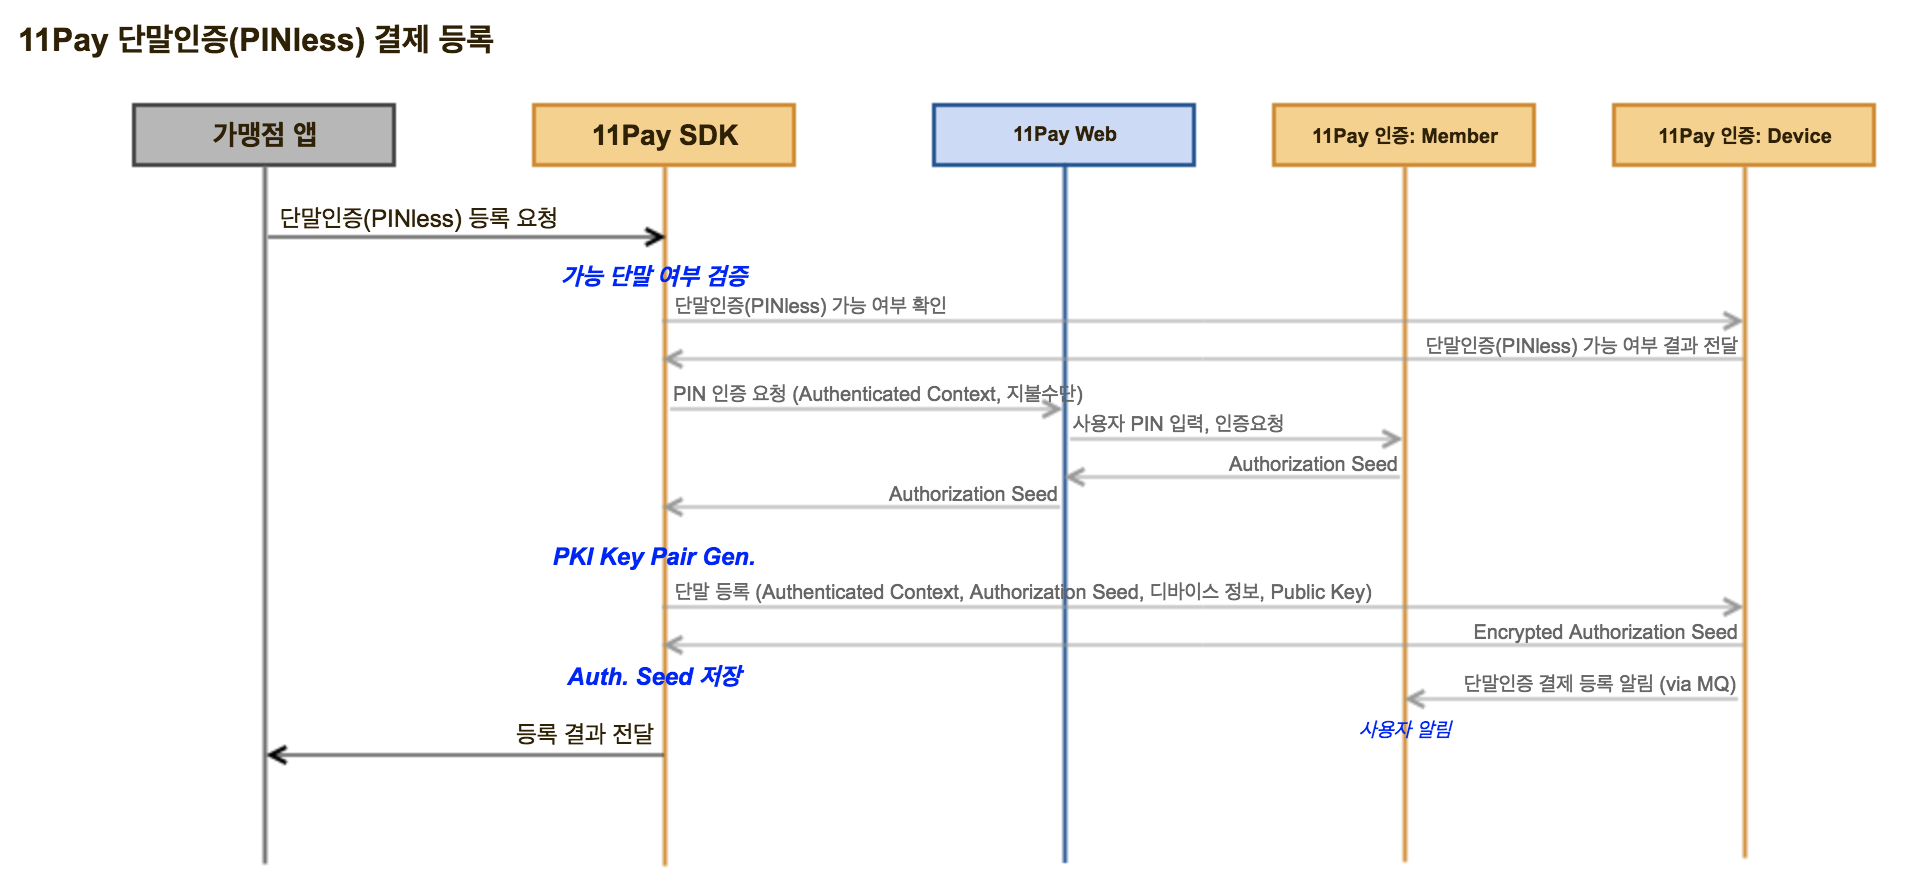 11Pay 단말인증(PINless) 결제 등록
가맹점 앱
11Pay SDK
11Pay Web
11Pay 인증: Member
11Pay 인증: Device
단말인증(PINless) 등록 요청
가능 단말 여부 검증
단말인증(PINless) 가능 여부 확인
단말인증(PINless) 가능 여부 결과 전달
PIN 인증 요청 (Authenticated Context, 지불수단)
사용자 PIN 입력, 인증요청
Authorization Seed
Authorization Seed
PKI Key Pair Gen.
단말 등록 (Authenticated Context, Authorization Seed, 디바이스 정보, Public Key)
Encrypted Authorization Seed
Auth. Seed 저장
단말인증 결제 등록 알림 (via MQ)
사용자 알림
등록 결과 전달